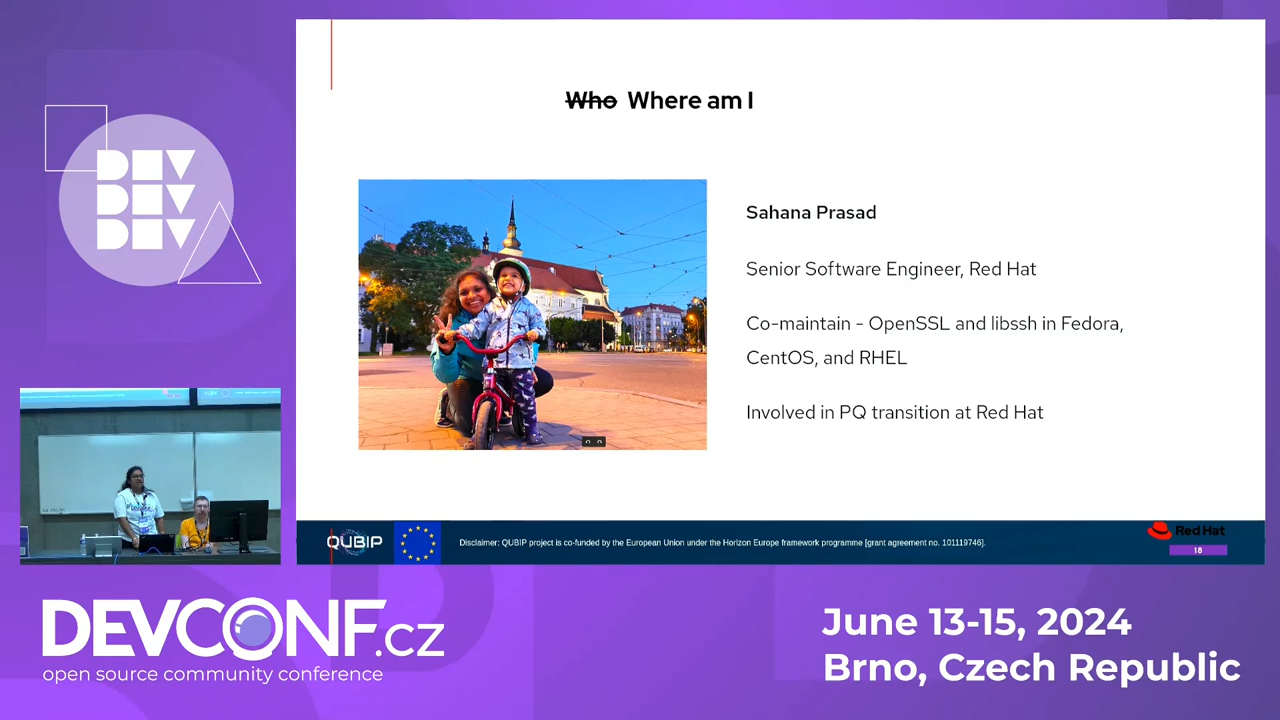 DEV
DEV
DEV
Who Where am I
Sahana Prasad
Senior Software Engineer, Red Hat
Co-maintain - OpenSSL and libssh in Fedora,
CentOS, and RHEL
Involved in PQ transition at Red Hat
QUBIP
Disclaimer: QUBIP project is co-funded by the European Union under the Horizon Europe framework programme [grant agreement no. 101119746].
Red Hat
18
DEVCONF.cz
open source community conference
June 13-15, 2024
Brno, Czech Republic